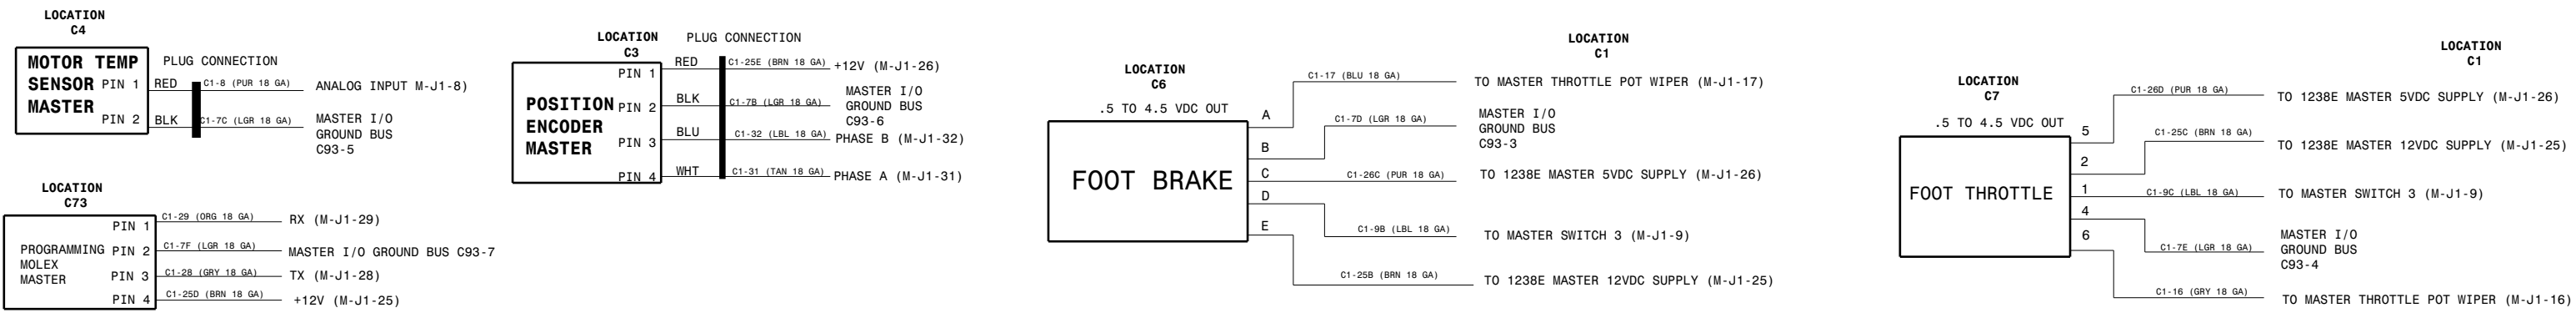 LOCATION
C4
MOTOR TEMP
SENSOR
MASTER
PIN 1
PIN 2
PLUG CONNECTION
RED
C1-8 (PUR 18 GA)
ANALOG INPUT M-J1-8)
BLK
C1-7C (LGR 18 GA)
MASTER I/O
GROUND BUS
C93-5
LOCATION
C73
PROGRAMMING
MOLEX
MASTER
PIN 1
C1-29 (ORG 18 GA)
RX (M-J1-29)
PIN 2
C1-7F (LGR 18 GA)
MASTER I/O GROUND BUS C93-7
PIN 3
C1-28 (GRY 18 GA)
TX (M-J1-28)
PIN 4
C1-25D (BRN 18 GA)
+12V (M-J1-25)
LOCATION
C3
PLUG CONNECTION
POSITION
ENCODER
MASTER
PIN 1
RED
C1-25E (BRN 18 GA)
+12V (M-J1-26)
PIN 2
BLK
C1-7B (LGR 18 GA)
MASTER I/O
GROUND BUS
C93-6
PIN 3
BLU
C1-32 (LBL 18 GA)
PHASE B (M-J1-32)
PIN 4
WHT
C1-31 (TAN 18 GA)
PHASE A (M-J1-31)
LOCATION
C6
.5 TO 4.5 VDC OUT
FOOT BRAKE
LOCATION
C1
A
C1-17 (BLU 18 GA)
TO MASTER THROTTLE POT WIPER (M-J1-17)
B
C1-7D (LGR 18 GA)
MASTER I/O
GROUND BUS
C93-3
C
C1-26C (PUR 18 GA)
TO 1238E MASTER 5VDC SUPPLY (M-J1-26)
D
C1-9B (LBL 18 GA)
TO MASTER SWITCH 3 (M-J1-9)
E
C1-25B (BRN 18 GA)
TO 1238E MASTER 12VDC SUPPLY (M-J1-25)
LOCATION
C7
.5 TO 4.5 VDC OUT
FOOT THROTTLE
LOCATION
C1
5
C1-26D (PUR 18 GA)
TO 1238E MASTER 5VDC SUPPLY (M-J1-26)
2
C1-25C (BRN 18 GA)
TO 1238E MASTER 12VDC SUPPLY (M-J1-25)
1
C1-9C (LBL 18 GA)
TO MASTER SWITCH 3 (M-J1-9)
4
C1-7E (LGR 18 GA)
MASTER I/O
GROUND BUS
C93-4
6
C1-16 (GRY 18 GA)
TO MASTER THROTTLE POT WIPER (M-J1-16)